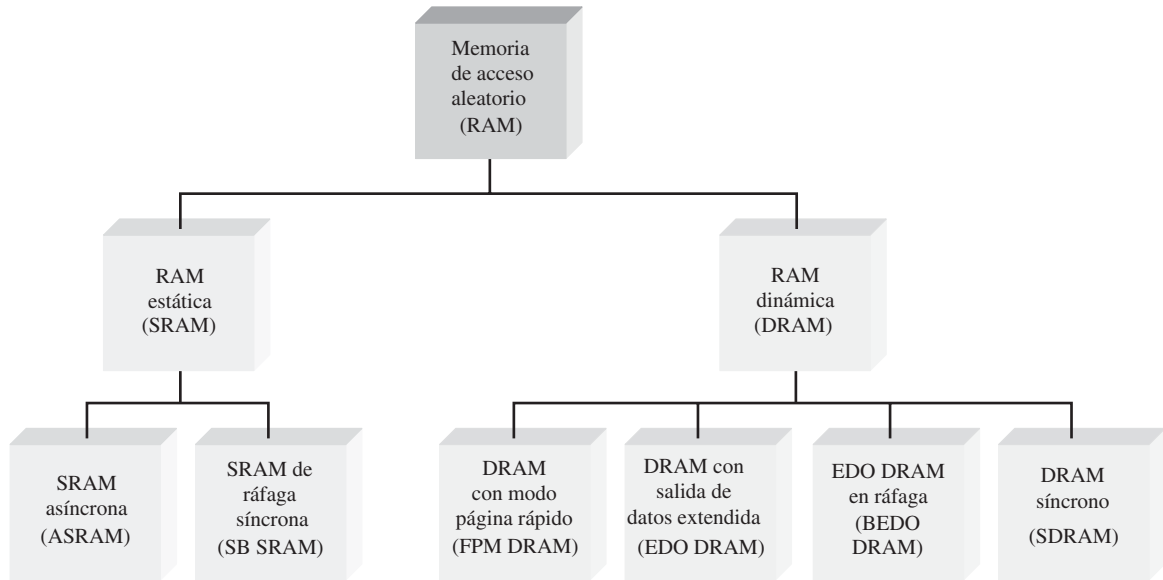 Memoria
de acceso
aleatorio
(RAM)
RAM
estática
(SRAM)
RAM
dinámica
(DRAM)
SRAM
asíncrona
(ASRAM)
SRAM de
ráfaga
síncrona
(SB SRAM)
DRAM
con modo
página rápido
(FPM DRAM)
DRAM con
salida de
datos extendida
(EDO DRAM)
EDO DRAM
en ráfaga
(BEDO
DRAM)
DRAM
síncrono
(SDRAM)